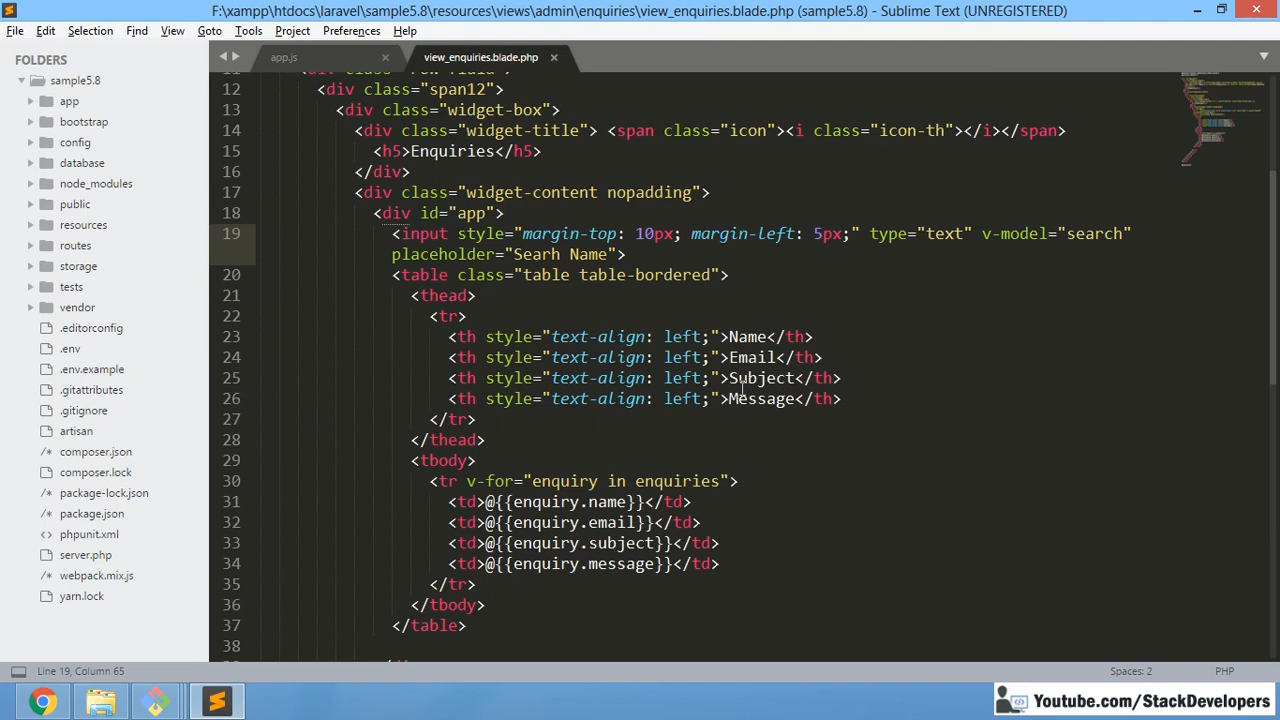 F:\xampp\htdocs\laravel\sample5.8\resources\views\admin\enquiries\view_enquiries.blade.php (sample5.8) - Sublime Text (UNREGISTERED)
File Edit Selection Find View Goto Tools Project Preferences Help
FOLDERS
sample5.8
app
bootstrap
config
database
node_modules
public
resources
routes
storage
tests
vendor
.editorconfig
.env
.env.example
.gitattributes
.gitignore
artisan
composer.json
composer.lock
package-lock.json
package.json
phpunit.xml
server.php
webpack.mix.js
yarn.lock
app.js view_enquiries.blade.php
12 <div class="span12">
13 <div class="widget-box">
14 <div class="widget-title"> <span class="icon"><i class="icon-th"></i></span>
15 <h5>Enquiries</h5>
16 </div>
17 <div class="widget-content nopadding">
18 <div id="app">
19 <input style="margin-top: 10px; margin-left: 5px;" type="text" v-model="search"
placeholder="Searh Name">
20 <table class="table table-bordered">
21 <thead>
22 <tr>
23 <th style="text-align: left;">Name</th>
24 <th style="text-align: left;">Email</th>
25 <th style="text-align: left;">Subject</th>
26 <th style="text-align: left;">Message</th>
27 </tr>
28 </thead>
29 <tbody>
30 <tr v-for="enquiry in enquiries">
31 <td>@{{enquiry.name}}</td>
32 <td>@{{enquiry.email}}</td>
33 <td>@{{enquiry.subject}}</td>
34 <td>@{{enquiry.message}}</td>
35 </tr>
36 </tbody>
37 </table>
38
Line 19, Column 65 Spaces: 2 PHP
Youtube.com/StackDevelopers